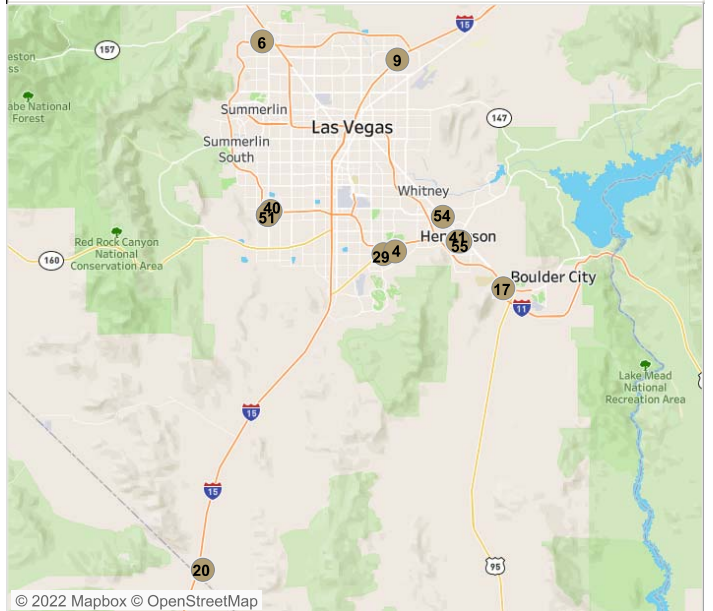 15
6
157
9
eston
ss
abe National
Forest
Summerlin
147
Las Vegas
Summerlin
South
Whitney
40
51
54
41
Henderson
55
Red Rock Canyon
National
Conservation Area
160
29
4
Boulder City
17
11
Lake Mead
National
Recreation Area
15
15
95
20
© 2022 Mapbox © OpenStreetMap